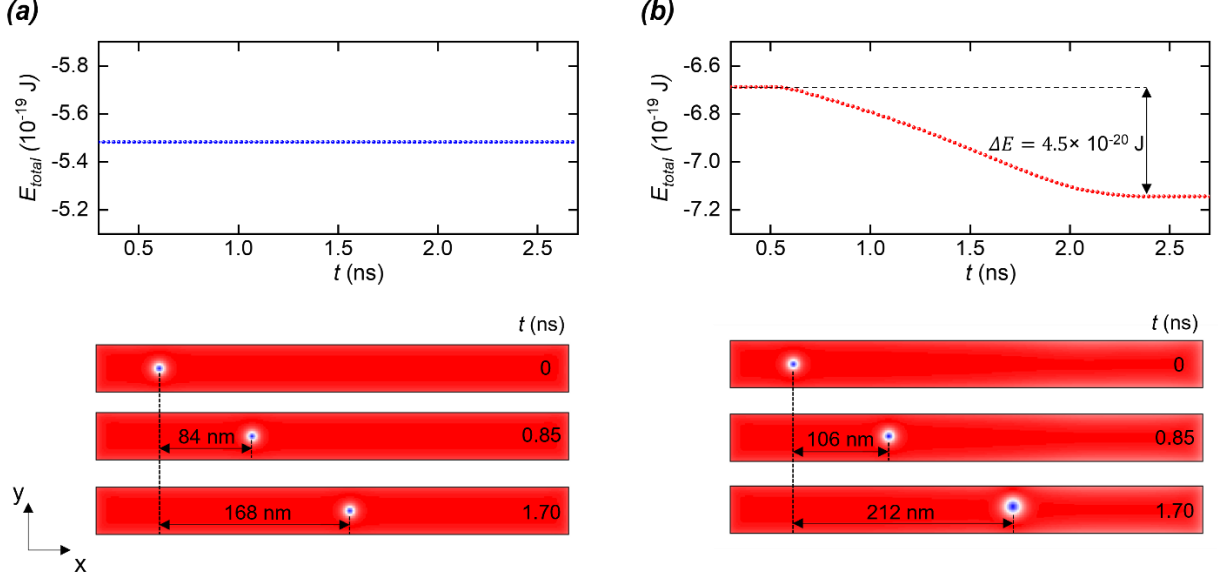 (a)
-5.8
-5.6
-5.4
-5.2
E_total (10^-19 J)
0.5 1.0 1.5 2.0 2.5
t (ns)
t (ns)
0
84 nm
0.85
168 nm
1.70
y
x
(b)
-6.6
-6.8
-7.0
-7.2
E_total (10^-19 J)
ΔE = 4.5× 10^-20 J
0.5 1.0 1.5 2.0 2.5
t (ns)
t (ns)
0
106 nm
0.85
212 nm
1.70